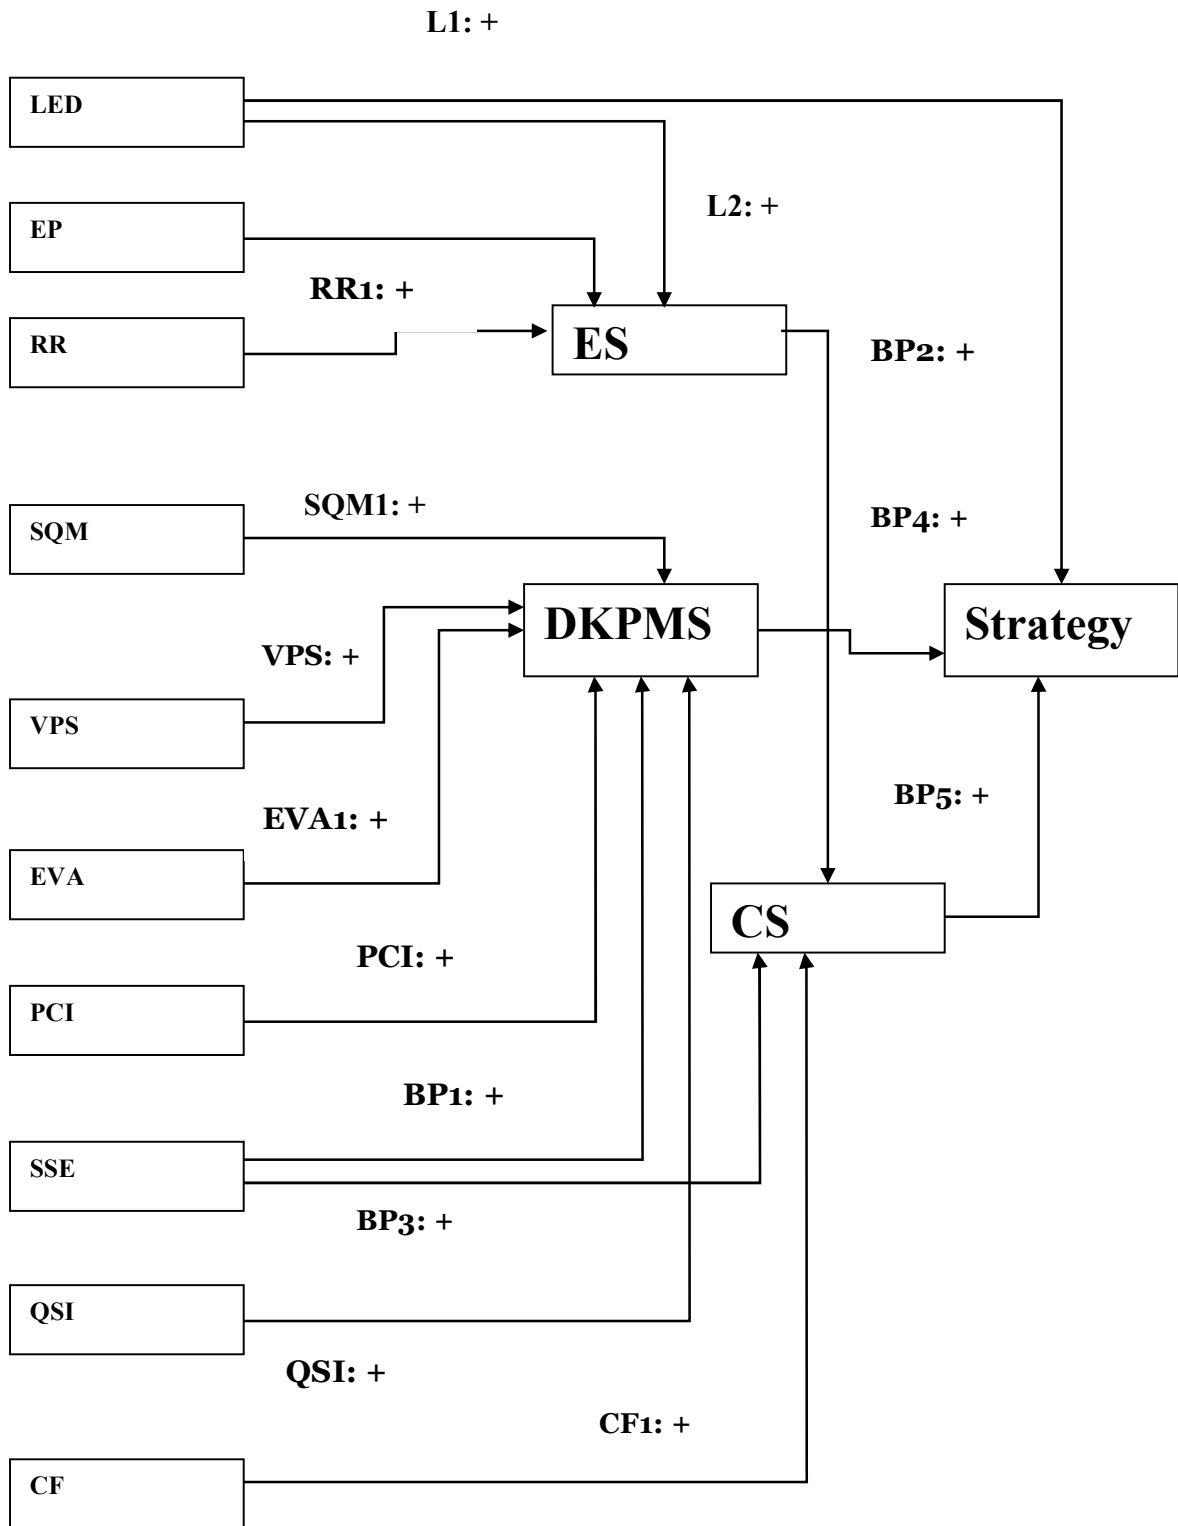 L1: +
LED
L2: +
EP
RR1: +
RR
ES
BP2: +
SQM1: +
BP4: +
SQM
DKPMS
Strategy
VPS: +
VPS
BP5: +
EVA1: +
EVA
CS
PCI: +
PCI
BP1: +
SSE
BP3: +
QSI
QSI: +
CF1: +
CF